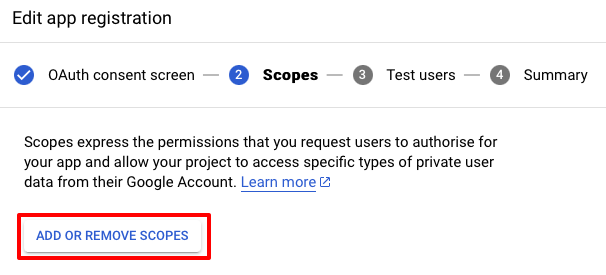 Edit app registration
OAuth consent screen — 2 Scopes — 3 Test users — 4 Summary
Scopes express the permissions that you request users to authorise for
your app and allow your project to access specific types of private user
data from their Google Account. Learn more
ADD OR REMOVE SCOPES